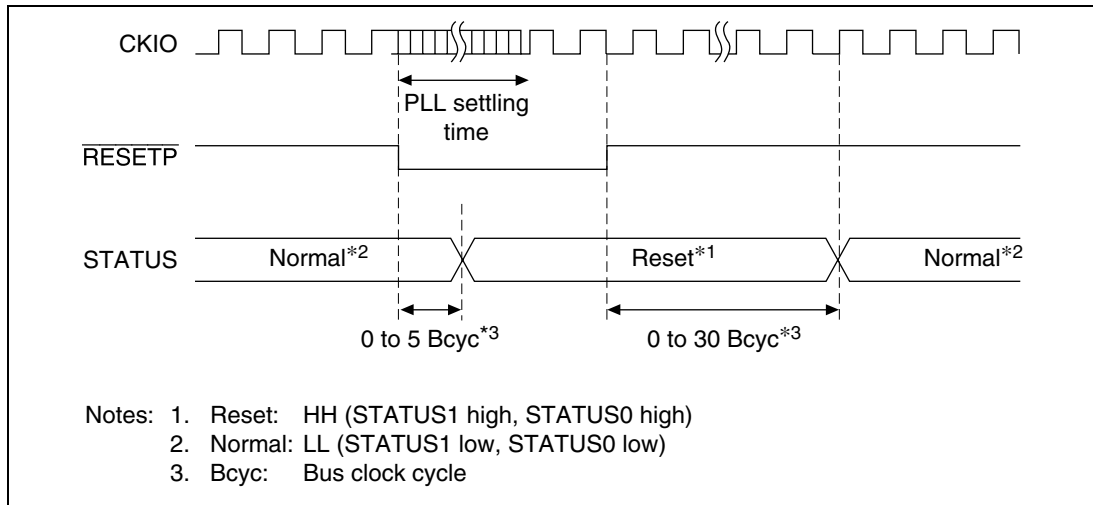 CKIO
PLL settling
time
RESETP
STATUS Normal*2 Reset*1 Normal*2
0 to 5 Bcyc*3 0 to 30 Bcyc*3
Notes: 1. Reset: HH (STATUS1 high, STATUS0 high)
2. Normal: LL (STATUS1 low, STATUS0 low)
3. Bcyc: Bus clock cycle